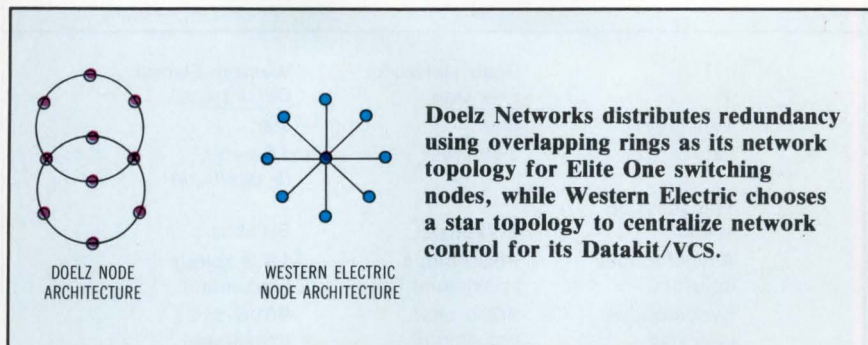 DOELZ NODE
ARCHITECTURE
WESTERN ELECTRIC
NODE ARCHITECTURE
Doelz Networks distributes redundancy
using overlapping rings as its network
topology for Elite One switching
nodes, while Western Electric chooses
a star topology to centralize network
control for its Datakit/VCS.